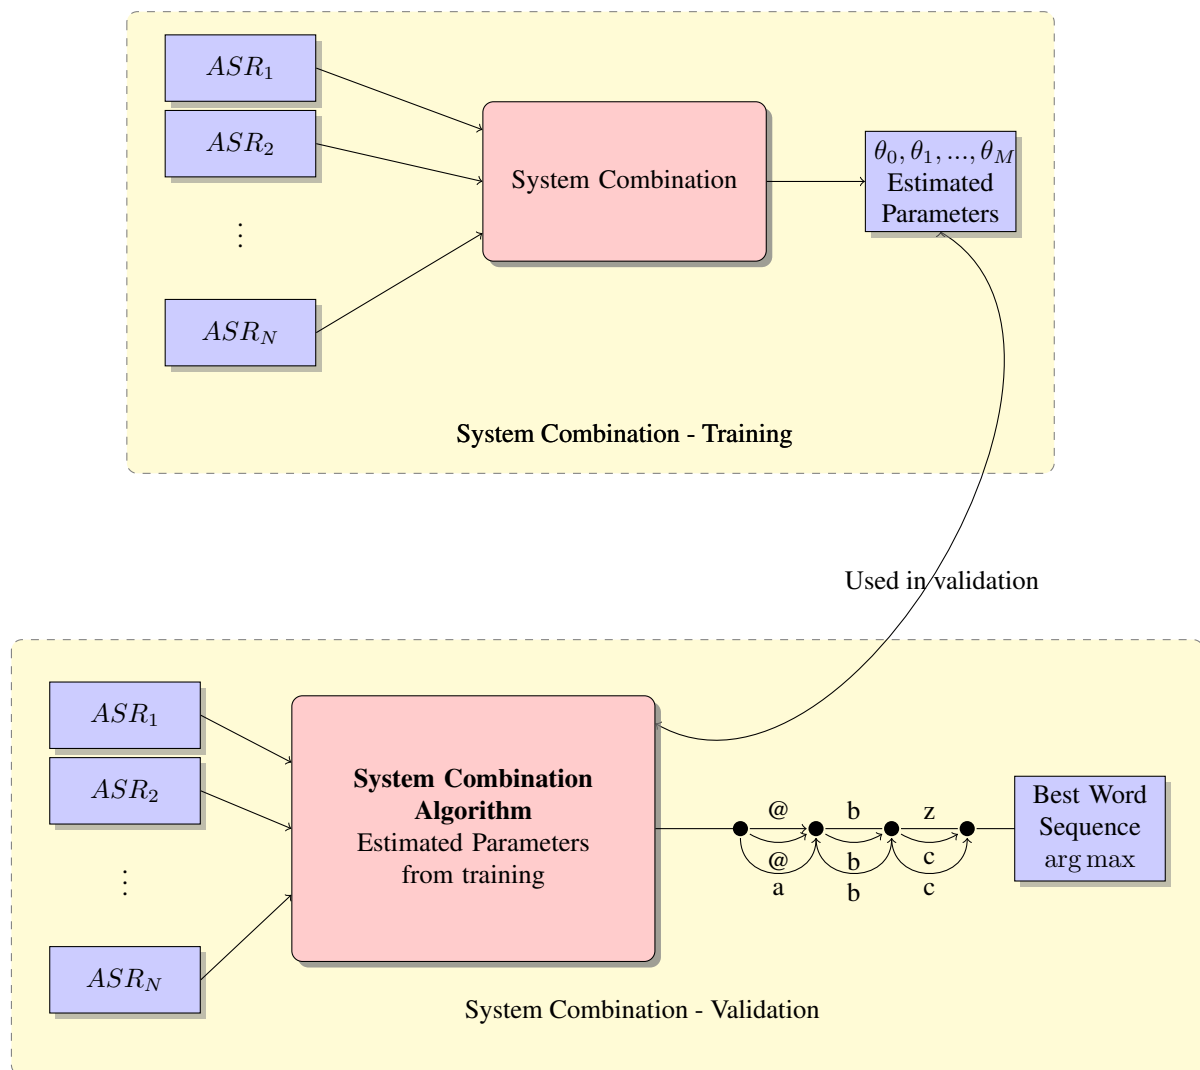 ASR₁
ASR₂
⋮
ASR_N
System Combination
θ₀, θ₁, ..., θ_M
Estimated
Parameters
System Combination - Training
Used in validation
ASR₁
ASR₂
⋮
ASR_N
System Combination
Algorithm
Estimated Parameters
from training
@ b z
@ b c
a b c
Best Word
Sequence
arg max
System Combination - Validation